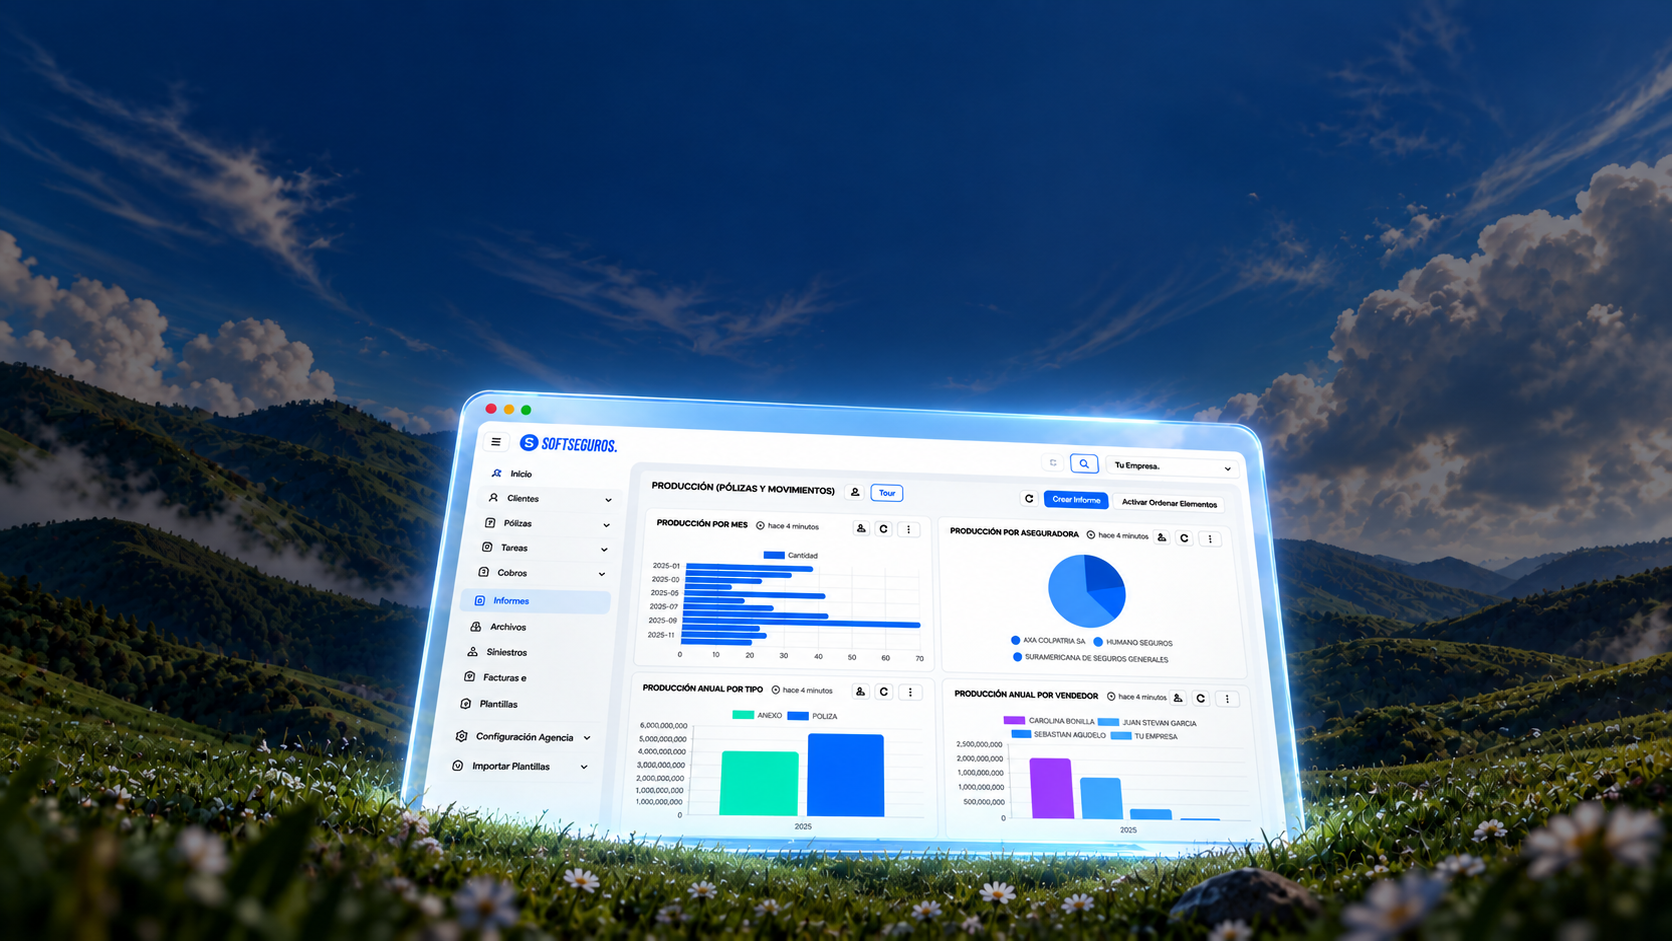 SOFTSEGUROS.
Tu Empresa.
Inicio
Clientes
Pólizas
Tareas
Cobros
Informes
Archivos
Siniestros
Facturas e
Plantillas
Configuración Agencia
Importar Plantillas
PRODUCCIÓN (PÓLIZAS Y MOVIMIENTOS)
Tour
Crear Informe
Activar Ordenar Elementos
PRODUCCIÓN POR MES
hace 4 minutos
Cantidad
2025-01
2025-03
2025-05
2025-07
2025-09
2025-11
0 10 20 30 40 50 60 70
PRODUCCIÓN POR ASEGURADORA
hace 4 minutos
AXA COLPATRIA SA
HUMANO SEGUROS
SURAMERICANA DE SEGUROS GENERALES
PRODUCCIÓN ANUAL POR TIPO
hace 4 minutos
ANEXO
POLIZA
6,000,000,000
5,000,000,000
4,000,000,000
3,000,000,000
2,000,000,000
1,000,000,000
1,000,000,000
0
2025
PRODUCCIÓN ANUAL POR VENDEDOR
hace 4 minutos
CAROLINA BONILLA
JUAN STEVAN GARCIA
SEBASTIAN AGUDELO
TU EMPRESA
2,500,000,000
2,000,000,000
1,000,000,000
1,000,000,000
500,000,000
0
2025